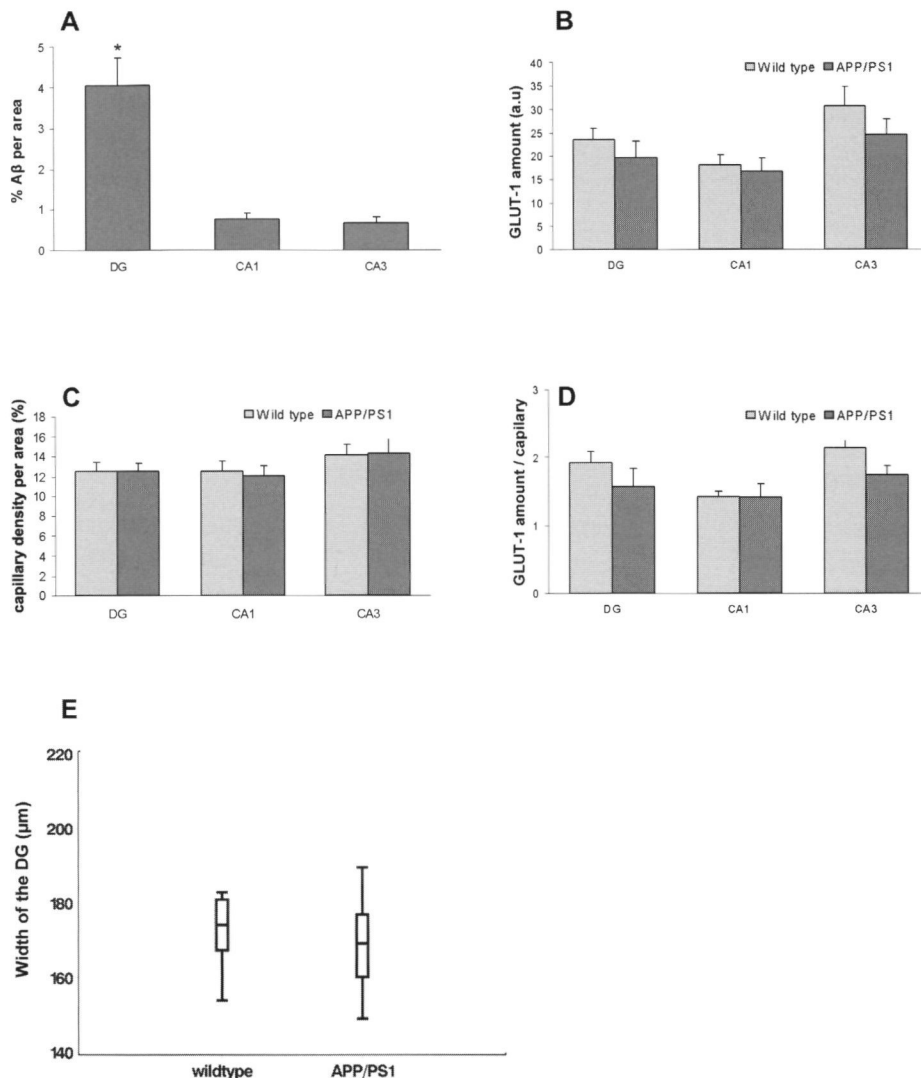 A
*
% Aβ per area
5
4
3
2
1
0
DG CA1 CA3
B
Wild type APP/PS1
GLUT-1 amount (a.u)
40
35
30
25
20
15
10
5
0
DG CA1 CA3
C
Wild type APP/PS1
capillary density per area (%)
18
16
14
12
10
8
6
4
2
0
DG CA1 CA3
D
Wild type APP/PS1
GLUT-1 amount / capilary
3
2
1
0
DG CA1 CA3
E
Width of the DG (µm)
220
200
180
160
140
wildtype APP/PS1